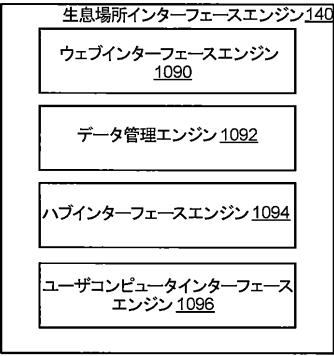 生息場所インターフェースエンジン140
ウェブインターフェースエンジン
1090
データ管理エンジン 1092
ハブインターフェースエンジン 1094
ユーザコンピュータインターフェース
エンジン 1096